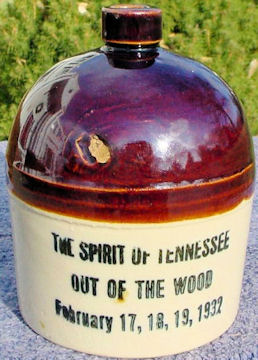 THE SPIRIT OF TENNESSEE
OUT OF THE WOOD
February 17, 18, 19, 1932